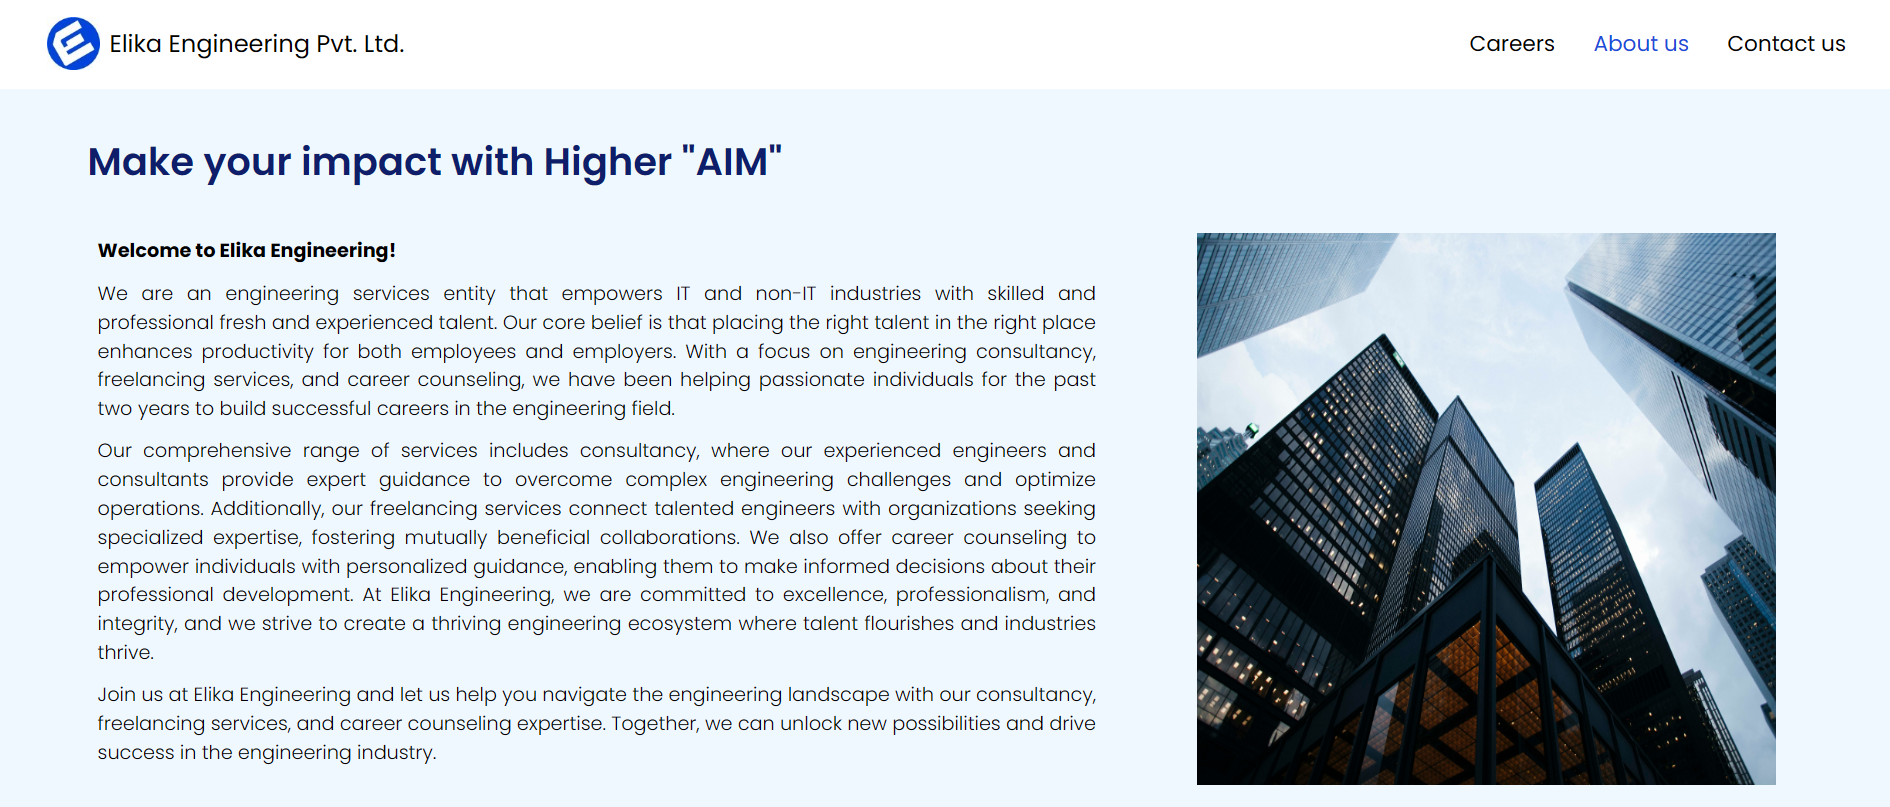 Elika Engineering Pvt. Ltd.
Careers
About us
Contact us
Make your impact with Higher "AIM"
Welcome to Elika Engineering!
We are an engineering services entity that empowers IT and non-IT industries with skilled and
professional fresh and experienced talent. Our core belief is that placing the right talent in the right place
enhances productivity for both employees and employers. With a focus on engineering consultancy,
freelancing services, and career counseling, we have been helping passionate individuals for the past
two years to build successful careers in the engineering field.
Our comprehensive range of services includes consultancy, where our experienced engineers and
consultants provide expert guidance to overcome complex engineering challenges and optimize
operations. Additionally, our freelancing services connect talented engineers with organizations seeking
specialized expertise, fostering mutually beneficial collaborations. We also offer career counseling to
empower individuals with personalized guidance, enabling them to make informed decisions about their
professional development. At Elika Engineering, we are committed to excellence, professionalism, and
integrity, and we strive to create a thriving engineering ecosystem where talent flourishes and industries
thrive.
Join us at Elika Engineering and let us help you navigate the engineering landscape with our consultancy,
freelancing services, and career counseling expertise. Together, we can unlock new possibilities and drive
success in the engineering industry.